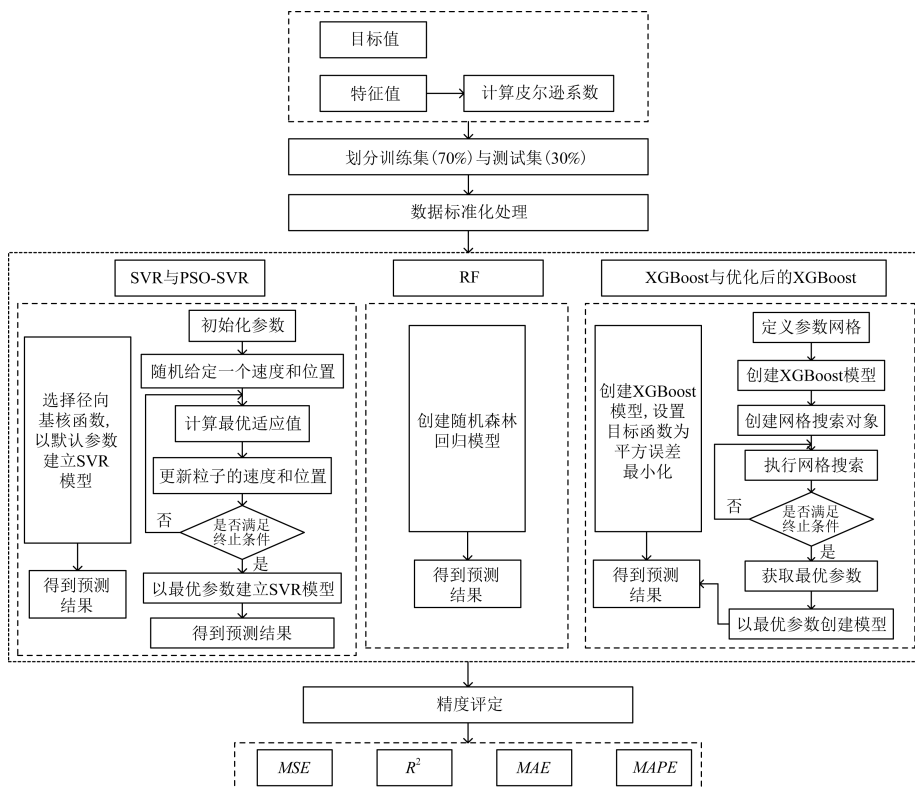 目标值
特征值
计算皮尔逊系数
划分训练集(70%)与测试集(30%)
数据标准化处理
SVR与PSO-SVR
选择径向
基核函数,
以默认参数
建立SVR
模型
得到预测
结果
初始化参数
随机给定一个速度和位置
计算最优适应值
更新粒子的速度和位置
否
是否满足
终止条件
是
以最优参数建立SVR模型
得到预测结果
RF
创建随机森林
回归模型
得到预测
结果
XGBoost与优化后的XGBoost
创建XGBoost
模型,设置
目标函数为
平方误差
最小化
得到预测
结果
定义参数网格
创建XGBoost模型
创建网格搜索对象
执行网格搜索
否
是否满足
终止条件
是
获取最优参数
以最优参数创建模型
精度评定
MSE
R²
MAE
MAPE